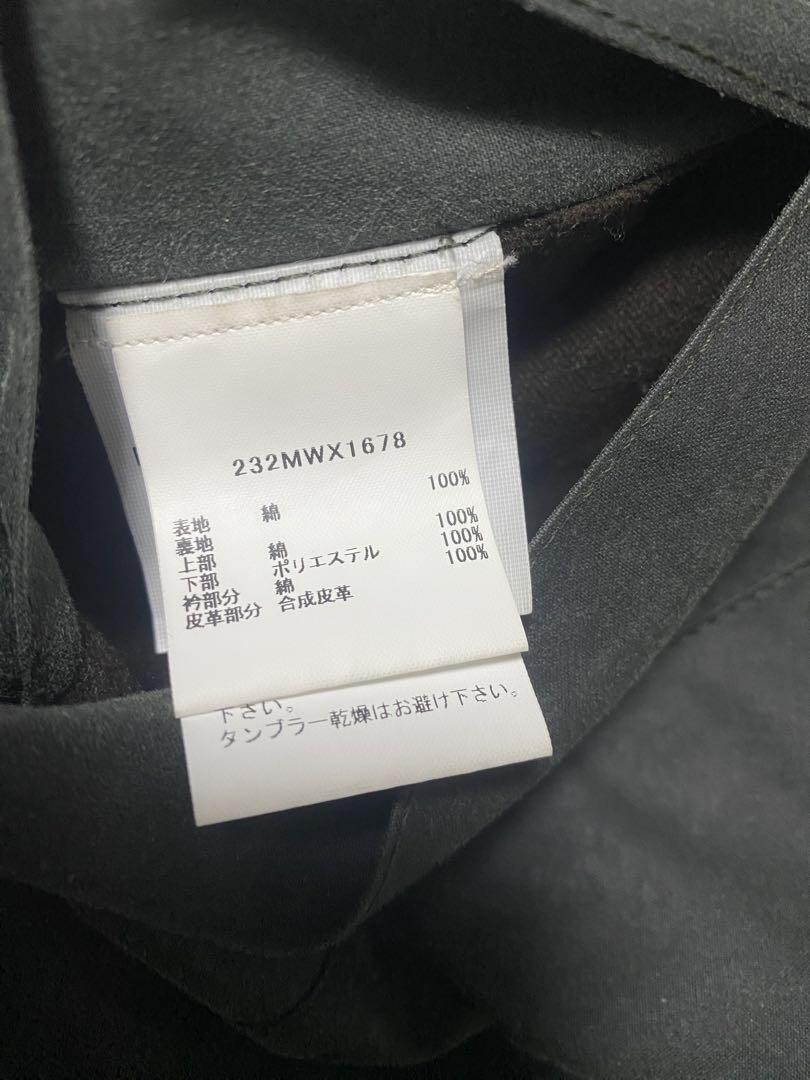 232MWX1678
表地 綿 100%
裏地
上部 綿 100%
下部 ポリエステル 100%
衿部分 綿 100%
皮革部分 合成皮革
下さい。
タンブラー乾燥はお避け下さい。